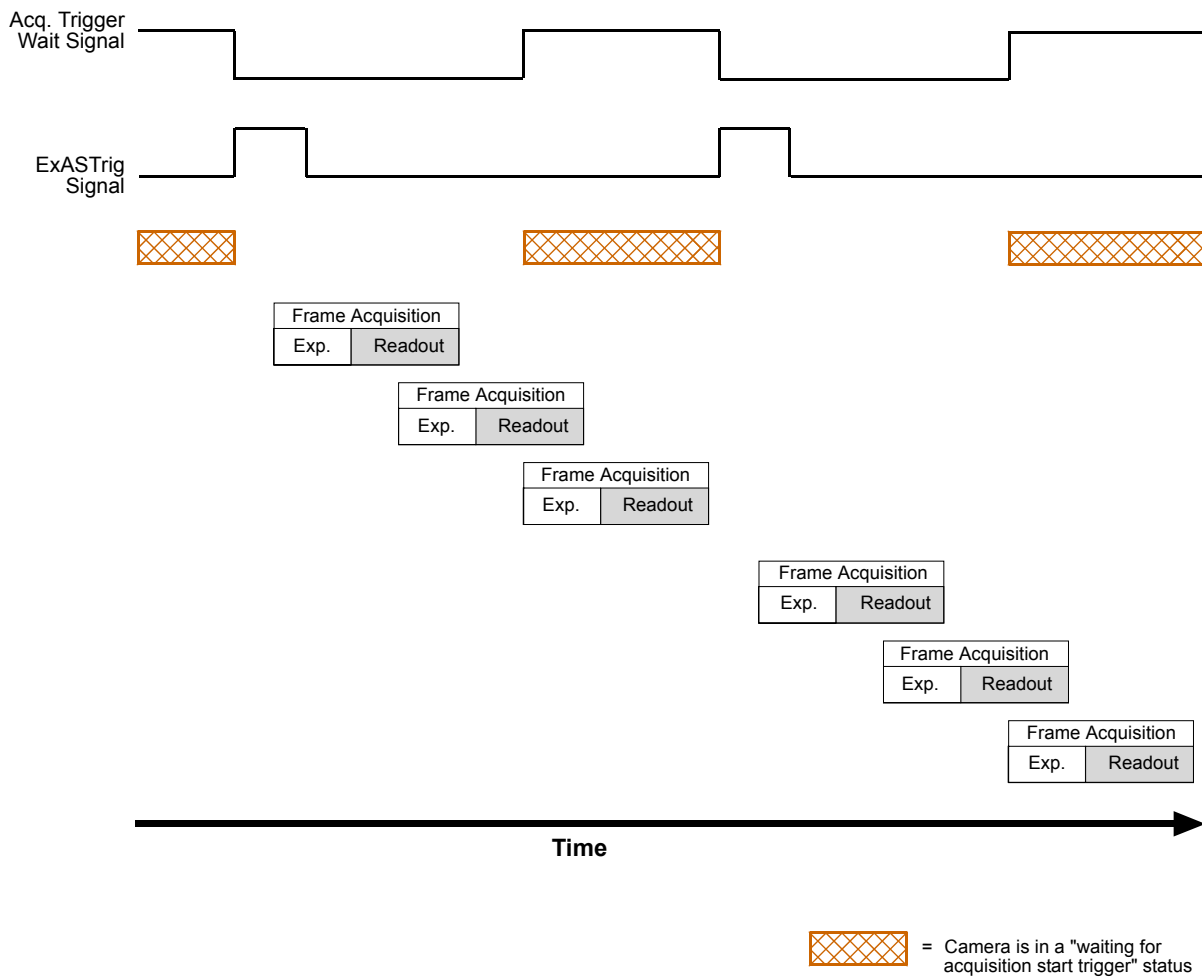 Acq. Trigger
Wait Signal
ExASTrig
Signal
Frame Acquisition
Exp. Readout
Frame Acquisition
Exp. Readout
Frame Acquisition
Exp. Readout
Frame Acquisition
Exp. Readout
Frame Acquisition
Exp. Readout
Frame Acquisition
Exp. Readout
Time
= Camera is in a "waiting for
acquisition start trigger" status